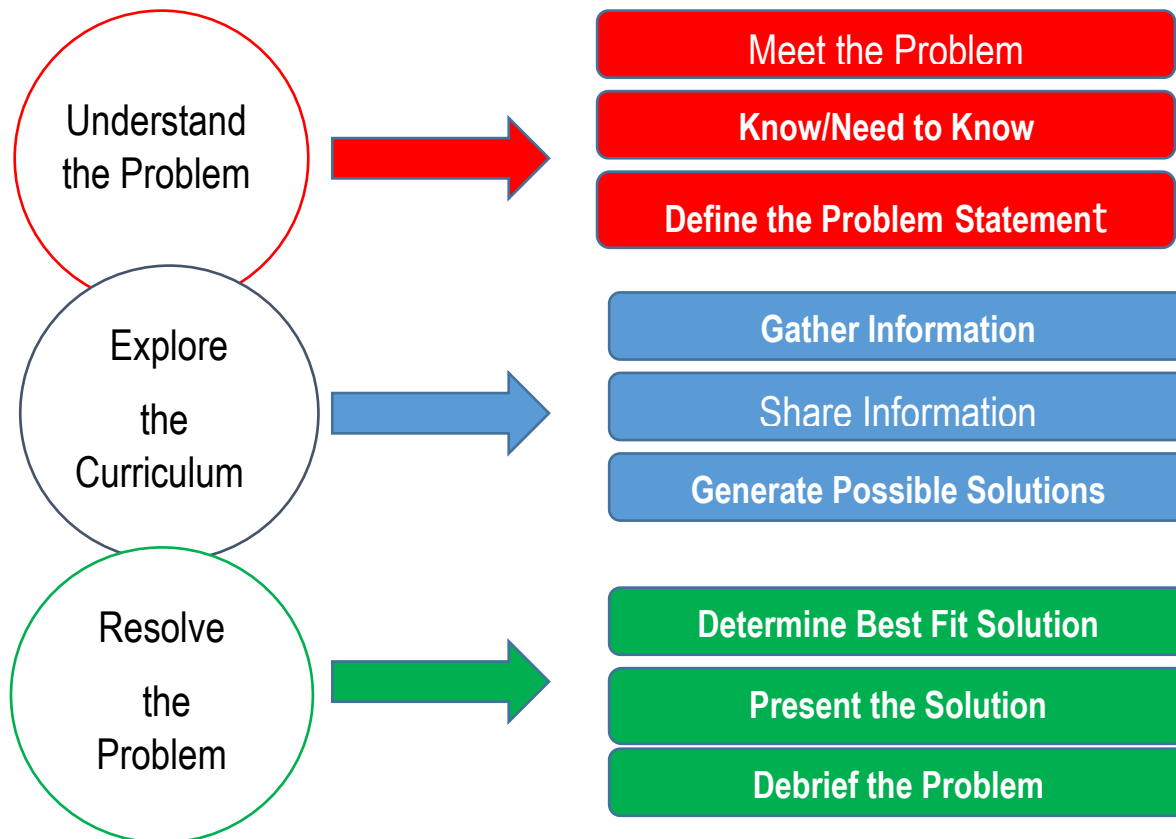 Understand
the Problem
Meet the Problem
Know/Need to Know
Define the Problem Statement
Explore
the
Curriculum
Gather Information
Share Information
Generate Possible Solutions
Resolve
the
Problem
Determine Best Fit Solution
Present the Solution
Debrief the Problem